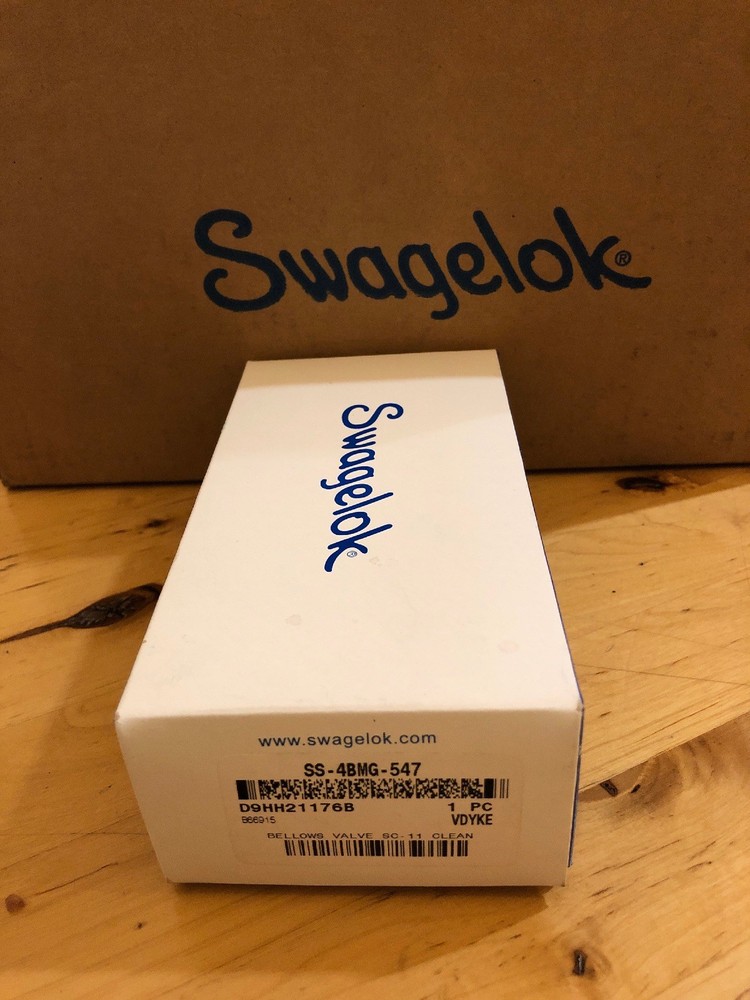 Swagelok®
Swagelok®
www.swagelok.com
SS-4BMG-547
D9HH21176B 1 PC
B66915 VDYKE
BELLOWS VALVE SC-11 CLEAN